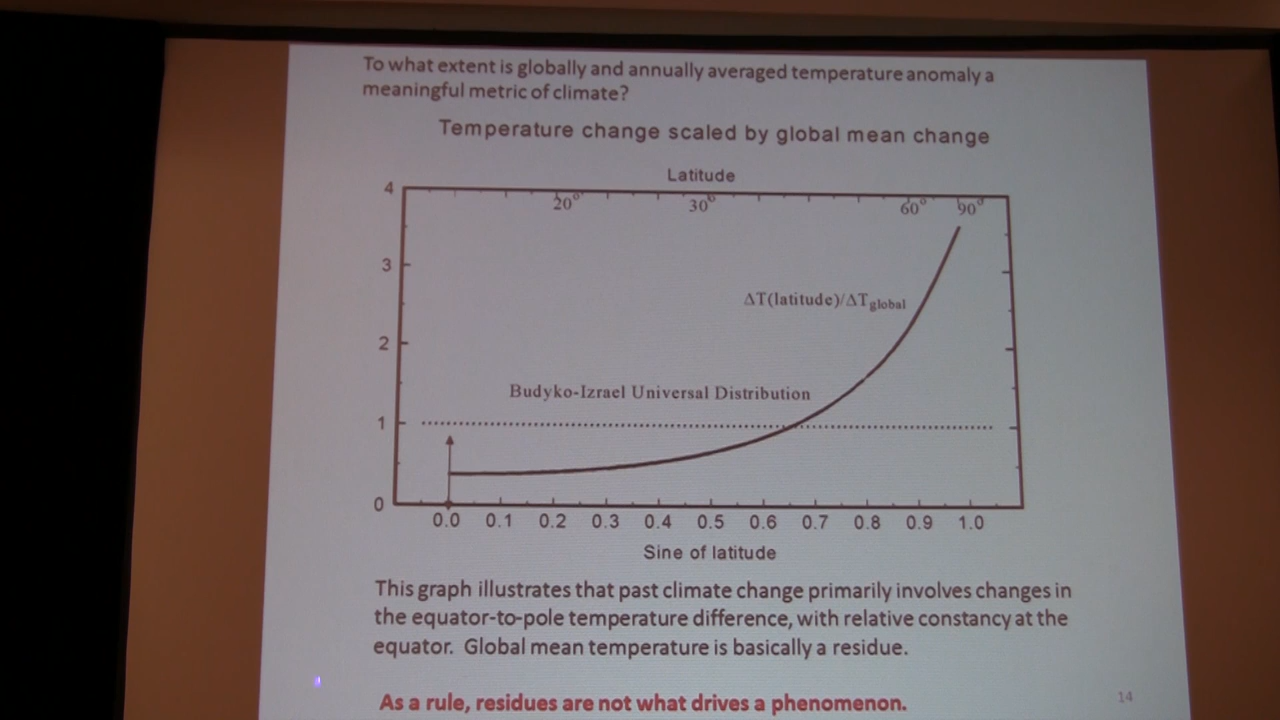 To what extent is globally and annually averaged temperature anomaly a
meaningful metric of climate?
Temperature change scaled by global mean change
Latitude
20° 30° 60° 90°
4
3
2
1
0
ΔT(latitude)/ΔTglobal
Budyko-Izrael Universal Distribution
0.0 0.1 0.2 0.3 0.4 0.5 0.6 0.7 0.8 0.9 1.0
Sine of latitude
This graph illustrates that past climate change primarily involves changes in
the equator-to-pole temperature difference, with relative constancy at the
equator. Global mean temperature is basically a residue.
As a rule, residues are not what drives a phenomenon.
14